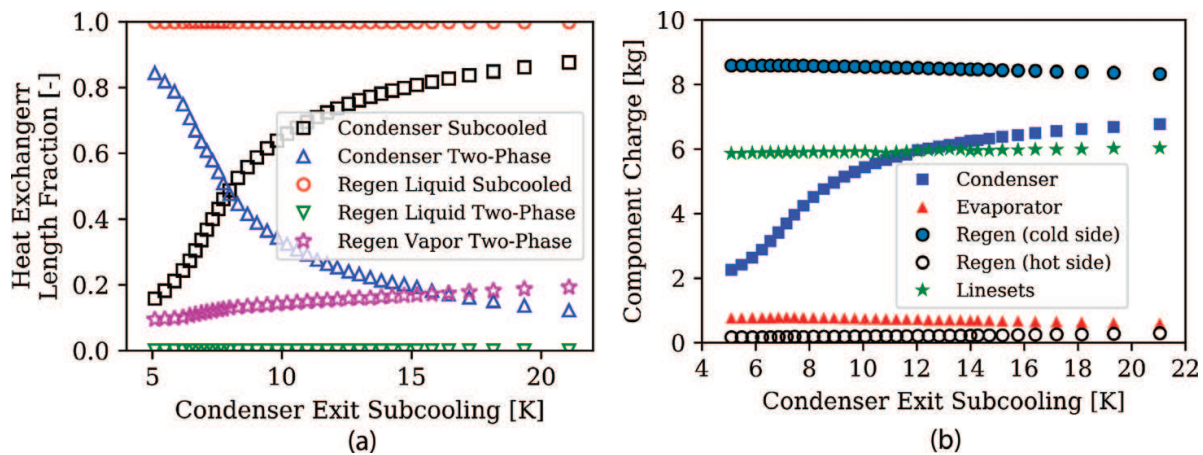 Heat Exchangerr
Length Fraction [-]
1.0
0.8
0.6
0.4
0.2
0.0
Condenser Subcooled
Condenser Two-Phase
Regen Liquid Subcooled
Regen Liquid Two-Phase
Regen Vapor Two-Phase
5
10
15
20
Condenser Exit Subcooling [K]
(a)
Component Charge [kg]
10
8
6
4
2
0
Condenser
Evaporator
Regen (cold side)
Regen (hot side)
Linesets
4
6
8
10
12
14
16
18
20
22
Condenser Exit Subcooling [K]
(b)